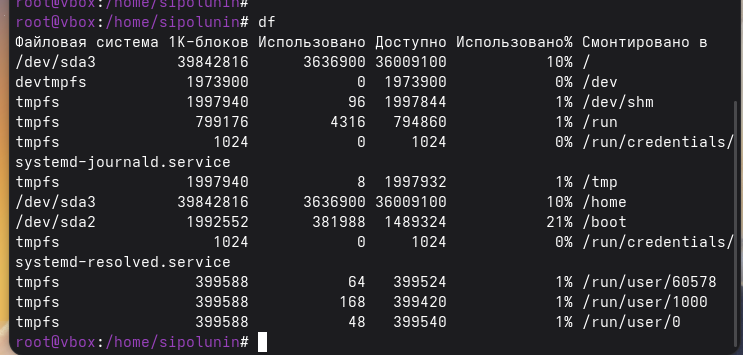 root@vbox:/home/sipolunin#
root@vbox:/home/sipolunin# df
Файловая система 1K-блоков Использовано Доступно Использовано% Смонтировано в
/dev/sda3 39842816 3636900 36009100 10% /
devtmpfs 1973900 0 1973900 0% /dev
tmpfs 1997940 96 1997844 1% /dev/shm
tmpfs 799176 4316 794860 1% /run
tmpfs 1024 0 1024 0% /run/credentials/
systemd-journald.service
tmpfs 1997940 8 1997932 1% /tmp
/dev/sda3 39842816 3636900 36009100 10% /home
/dev/sda2 1992552 381988 1489324 21% /boot
tmpfs 1024 0 1024 0% /run/credentials/
systemd-resolved.service
tmpfs 399588 64 399524 1% /run/user/60578
tmpfs 399588 168 399420 1% /run/user/1000
tmpfs 399588 48 399540 1% /run/user/0
root@vbox:/home/sipolunin#